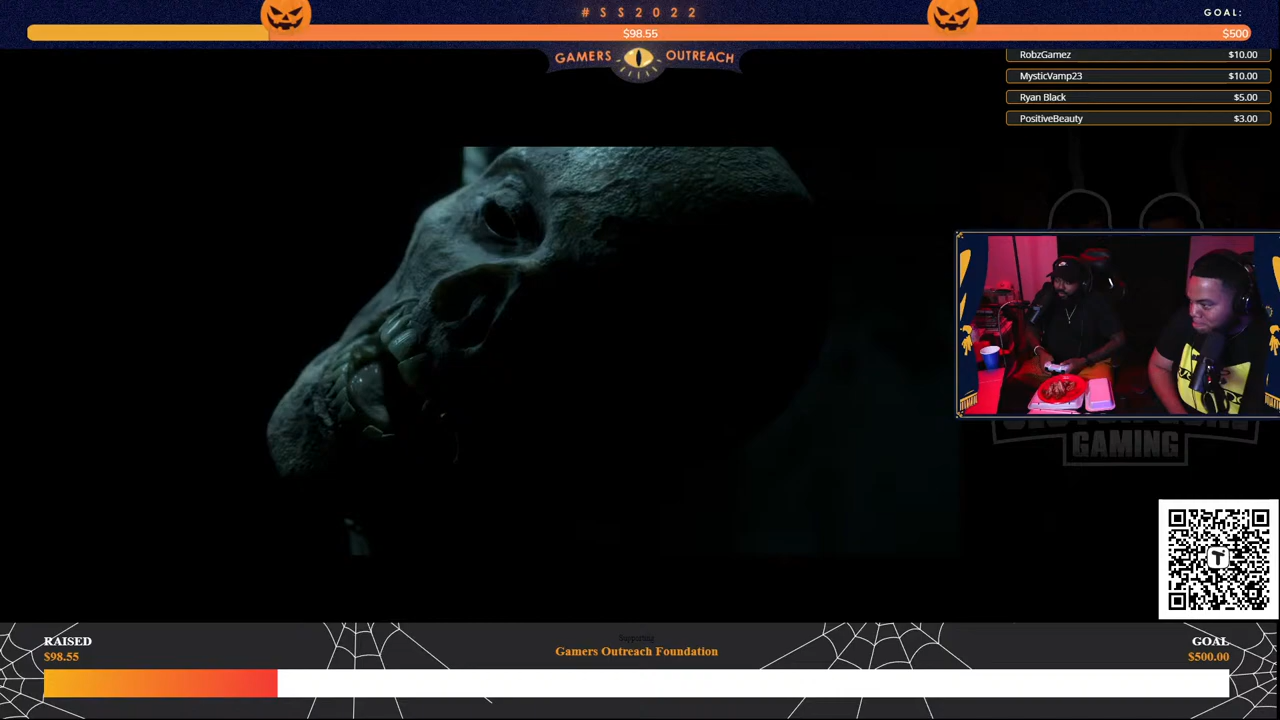 #SS2022
GOAL:
$98.55
$500
GAMERS OUTREACH
RobzGamez $10.00
MysticVamp23 $10.00
Ryan Black $5.00
PositiveBeauty $3.00
GAMING
T
RAISED
$98.55
Supporting
Gamers Outreach Foundation
GOAL
$500.00